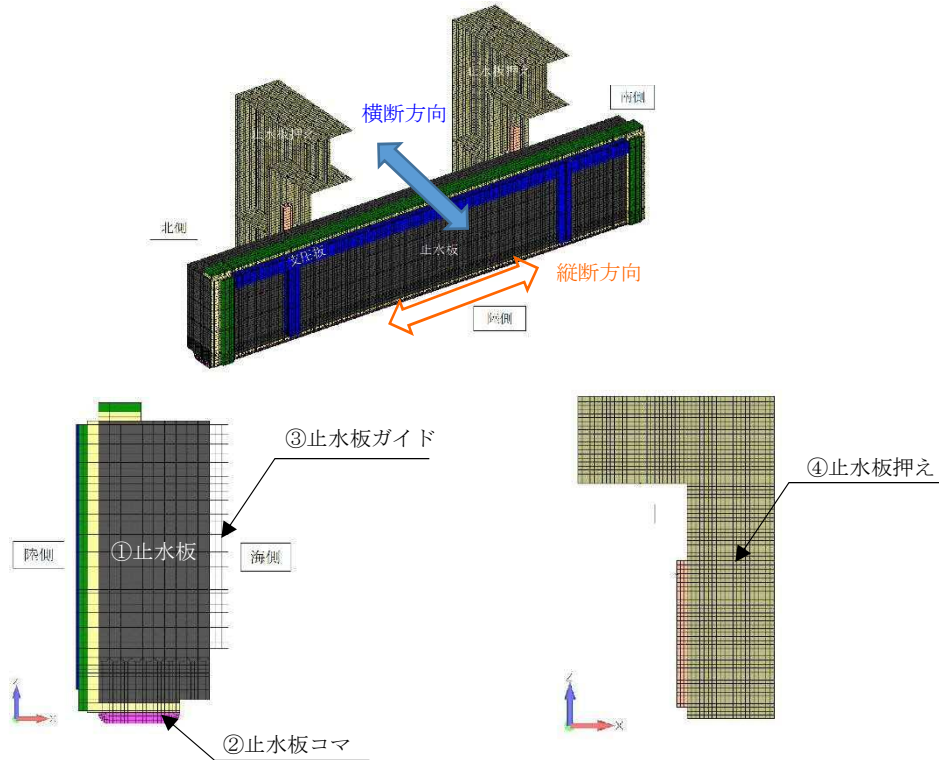 止水板押え
南側
横断方向
止水板押え
北側
支圧板
止水板
縦断方向
陸側
③止水板ガイド
④止水板押え
陸側
①止水板
海側
Z
X
Z
X
②止水板コマ